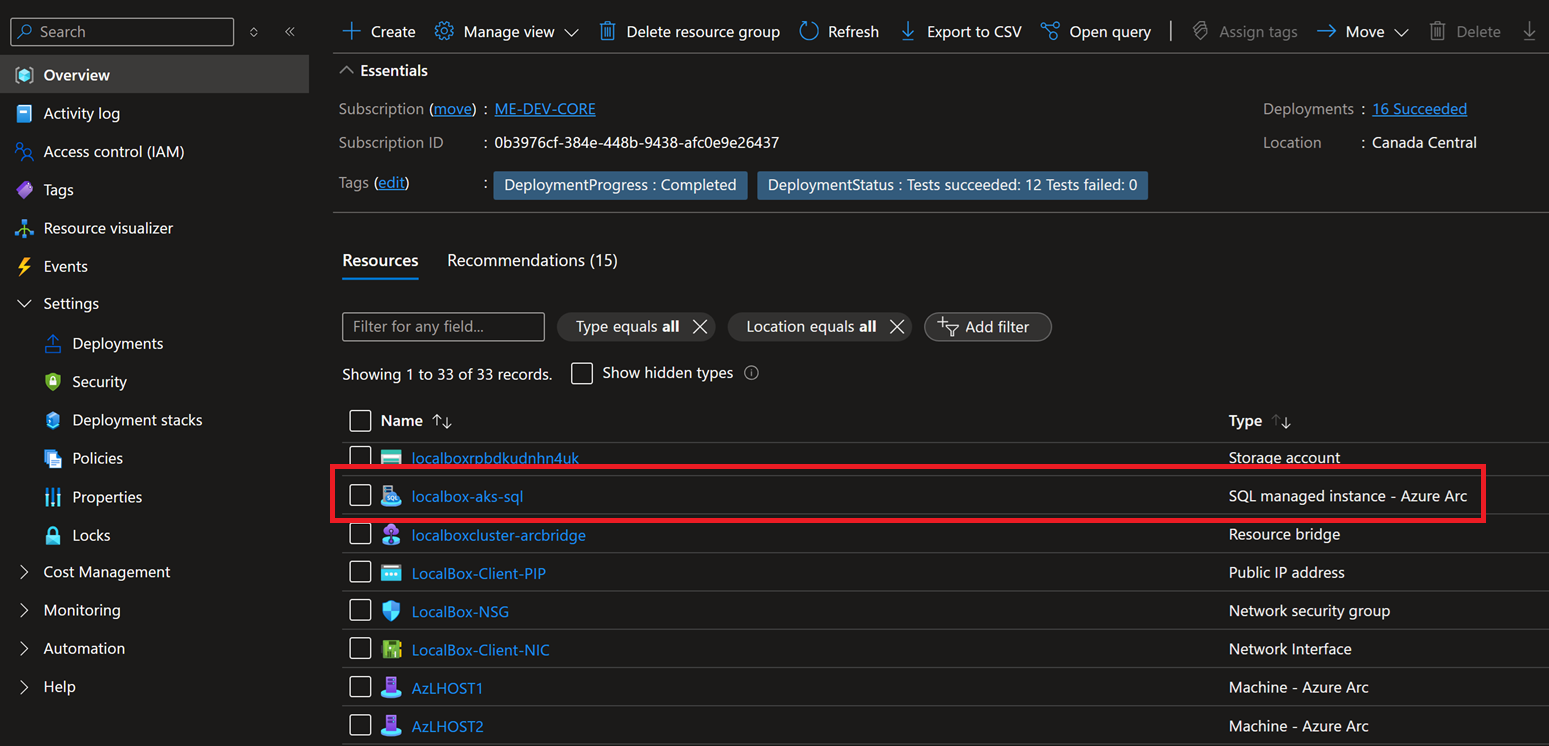 Search
Create Manage view Delete resource group Refresh Export to CSV Open query Assign tags Move Delete
Overview
Activity log
Access control (IAM)
Tags
Resource visualizer
Events
Settings
Deployments
Security
Deployment stacks
Policies
Properties
Locks
Cost Management
Monitoring
Automation
Help
Essentials
Subscription (move) : ME-DEV-CORE
Deployments : 16 Succeeded
Subscription ID : 0b3976cf-384e-448b-9438-afc0e9e26437
Location : Canada Central
Tags (edit) : DeploymentProgress : Completed DeploymentStatus : Tests succeeded: 12 Tests failed: 0
Resources Recommendations (15)
Filter for any field... Type equals all Location equals all Add filter
Showing 1 to 33 of 33 records. Show hidden types
Name Type
localboxrpbdkudnhn4uk Storage account
SQL localbox-aks-sql SQL managed instance - Azure Arc
localboxcluster-arcbridge Resource bridge
LocalBox-Client-PIP Public IP address
LocalBox-NSG Network security group
LocalBox-Client-NIC Network Interface
AzLHOST1 Machine - Azure Arc
AzLHOST2 Machine - Azure Arc